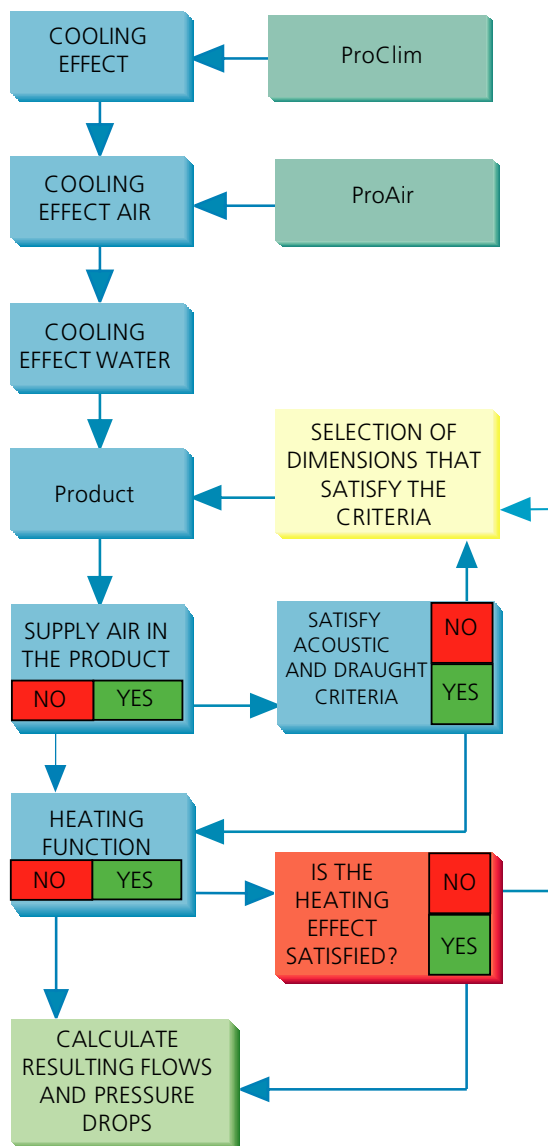 COOLING
EFFECT
ProClim
COOLING
EFFECT AIR
ProAir
COOLING
EFFECT WATER
Product
SELECTION OF
DIMENSIONS THAT
SATISFY THE
CRITERIA
SUPPLY AIR IN
THE PRODUCT
NO YES
SATISFY
ACOUSTIC
AND DRAUGHT
CRITERIA
NO
YES
HEATING
FUNCTION
NO YES
IS THE
HEATING
EFFECT
SATISFIED?
NO
YES
CALCULATE
RESULTING FLOWS
AND PRESSURE
DROPS